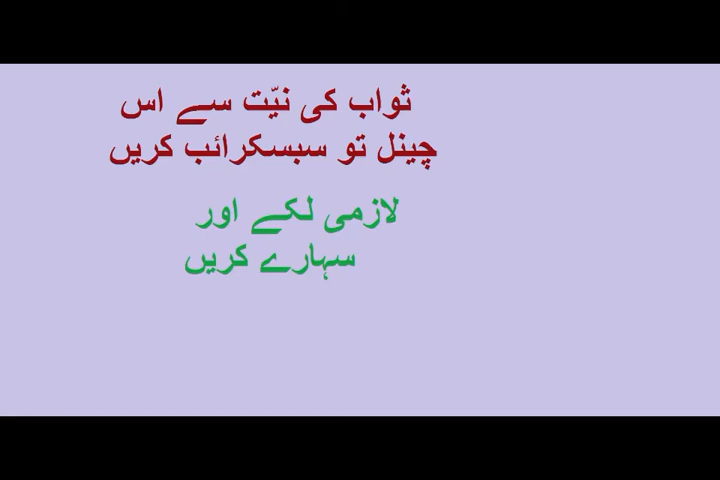 ثواب کی نیّت سے اس
چینل تو سبسکرائب کریں
لازمی لکے اور
سہارے کریں